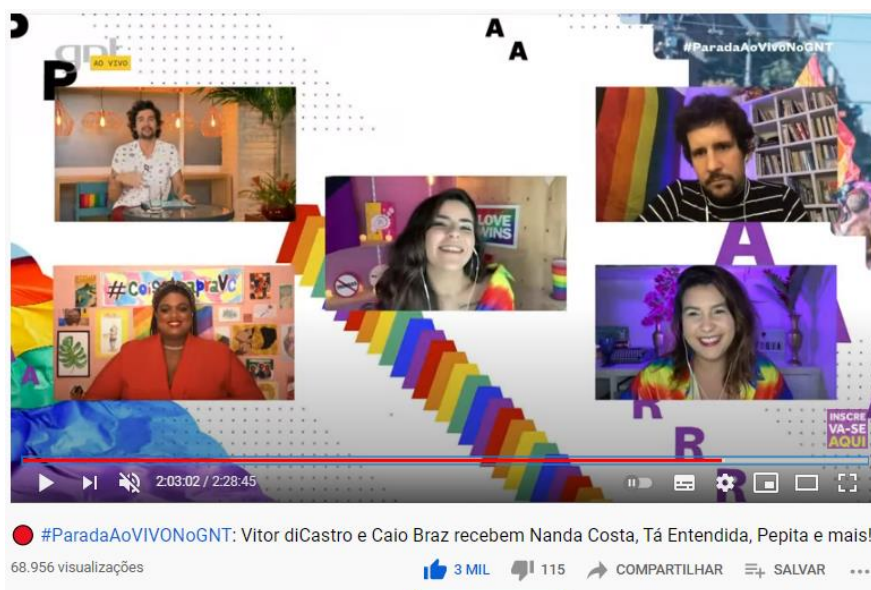 gnt
AO VIVO
#ParadaAoVivoNoGNT
P
P
A
A
LOVE
WINS
A
A
R
R
R
INSCRE
VA-SE
AQUI
2:03:02 / 2:28:45
#ParadaAoVIVONoGNT: Vitor diCastro e Caio Braz recebem Nanda Costa, Tá Entendida, Pepita e mais!
68.956 visualizações
3 MIL
115
COMPARTILHAR
SALVAR